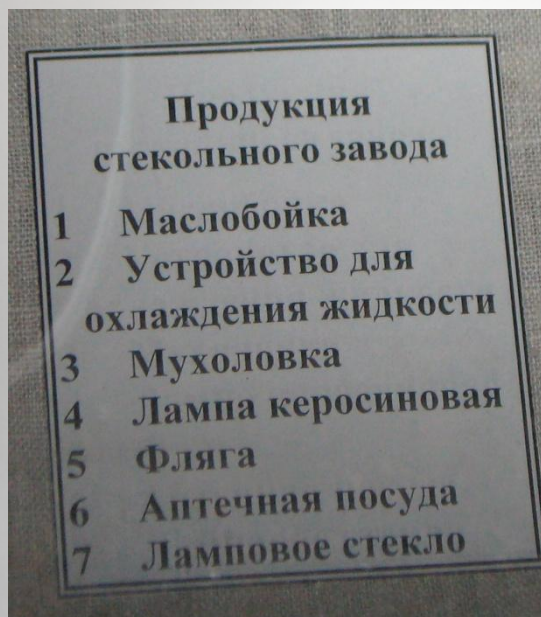 Продукция
стекольного завода
1 Маслобойка
2 Устройство для
охлаждения жидкости
3 Мухоловка
4 Лампа керосиновая
5 Фляга
6 Аптечная посуда
7 Ламповое стекло